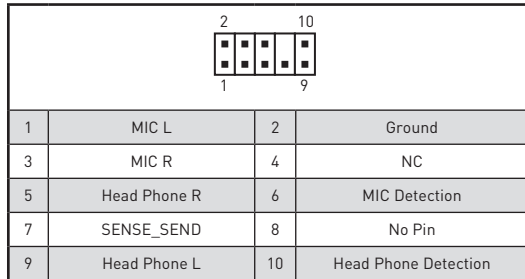 2 10
1 9
1 MIC L 2 Ground
3 MIC R 4 NC
5 Head Phone R 6 MIC Detection
7 SENSE_SEND 8 No Pin
9 Head Phone L 10 Head Phone Detection